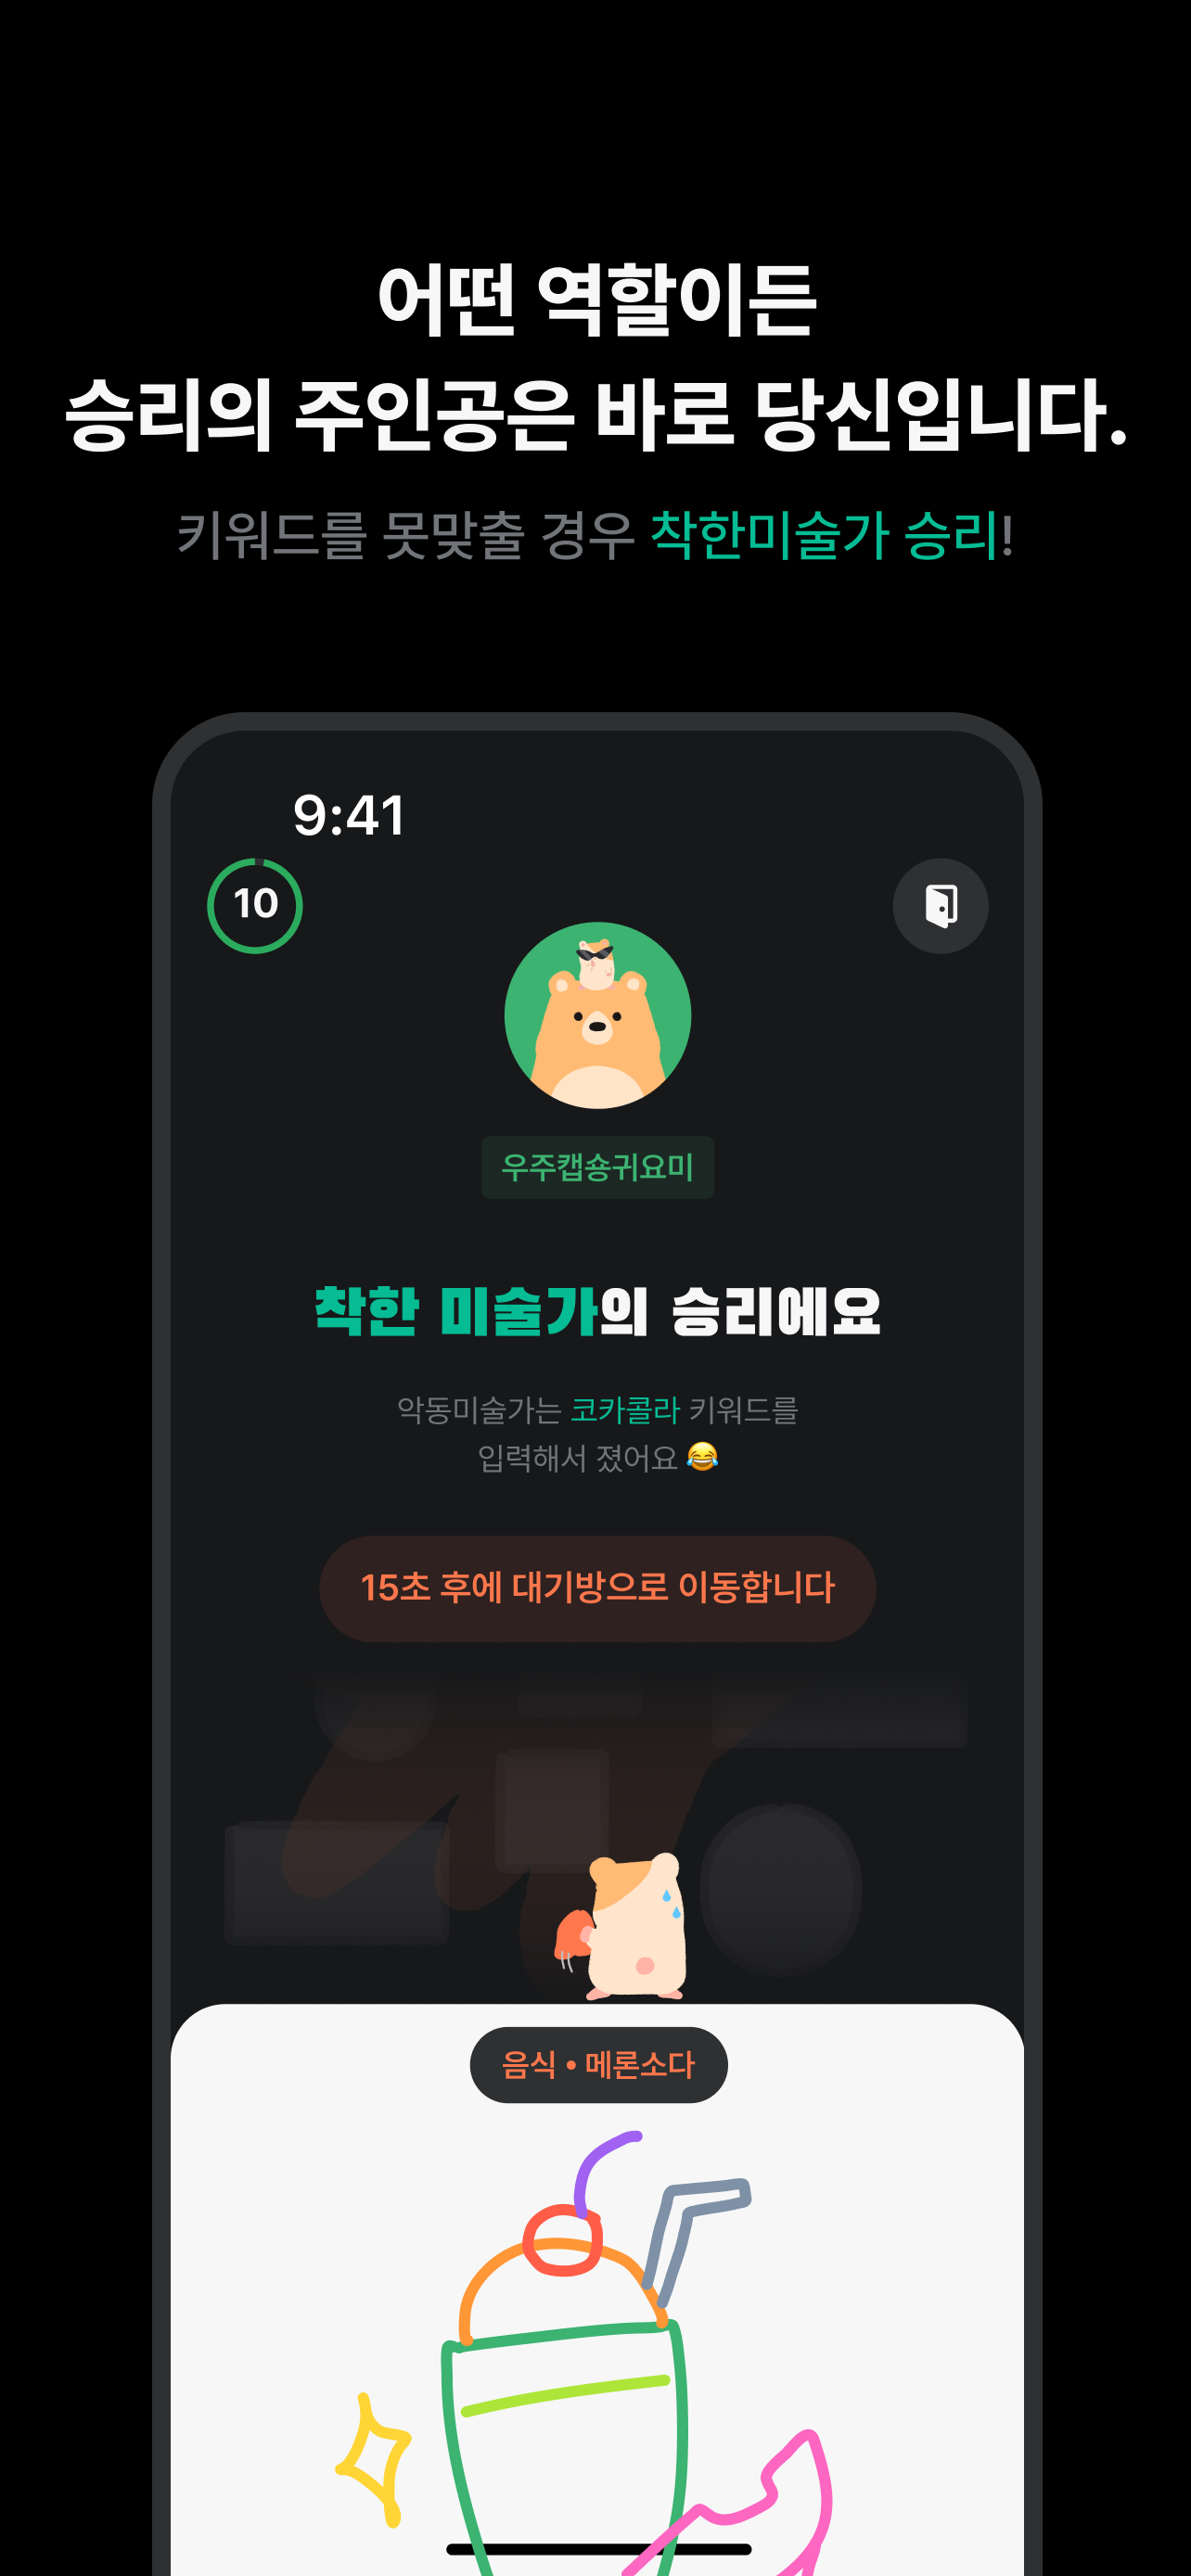 어떤 역할이든
승리의 주인공은 바로 당신입니다.
키워드를 못맞출 경우 착한미술가 승리!
9:41
10
우주캡숑귀요미
착한 미술가의 승리에요
악동미술가는 코카콜라 키워드를
입력해서 졌어요 😂
15초 후에 대기방으로 이동합니다
음식 • 메론소다